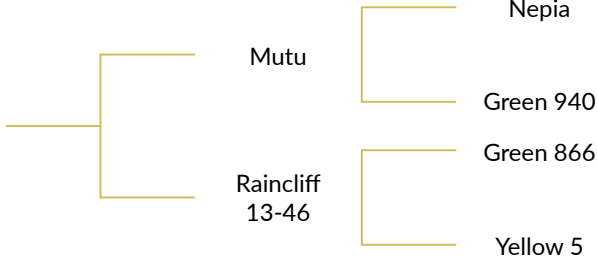 Nepia
Mutu
Green 940
Green 866
Raincliff
13-46
Yellow 5